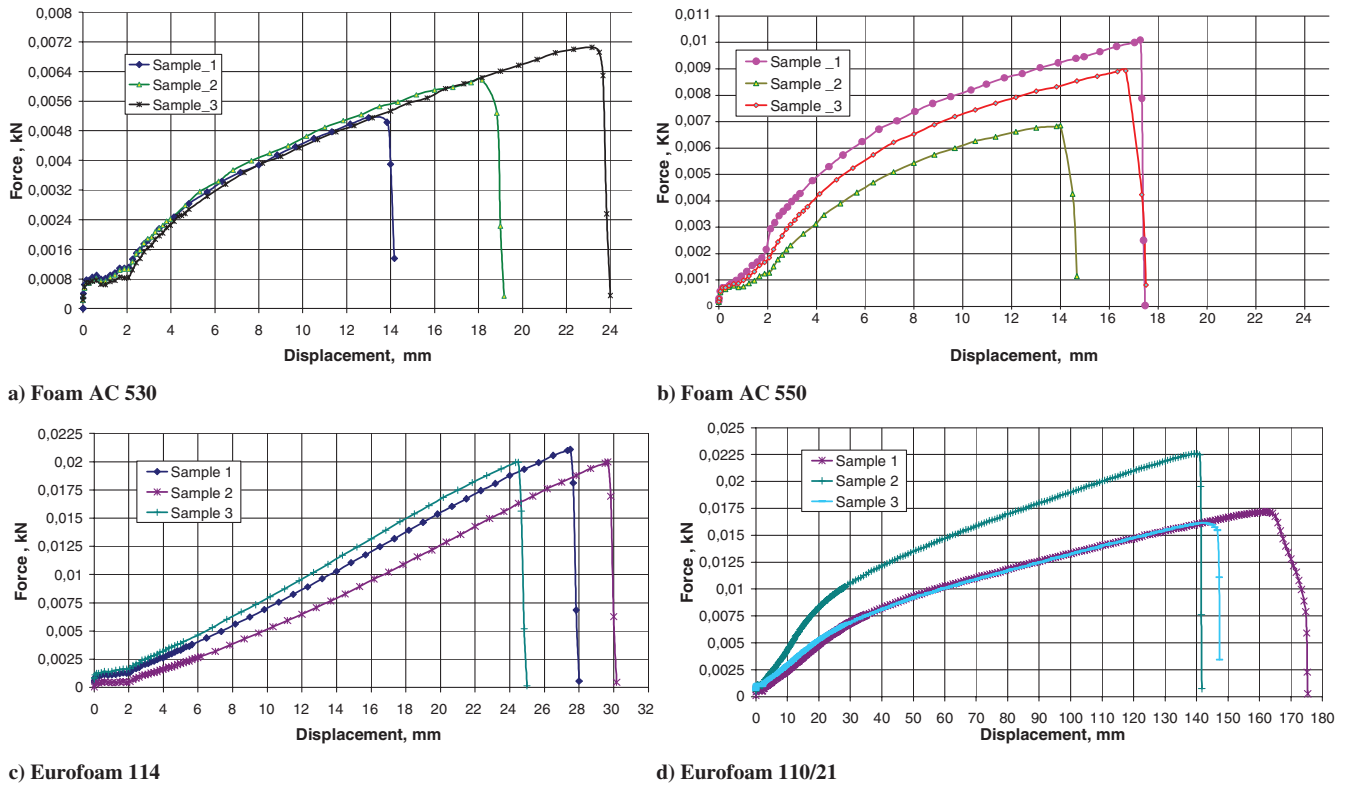 0,008
0,0072
0,0064
0,0056
0,0048
0,004
0,0032
0,0024
0,0016
0,0008
0
Force , kN
Sample_1
Sample_2
Sample_3
0 2 4 6 8 10 12 14 16 18 20 22 24
Displacement, mm
a) Foam AC 530
0,011
0,01
0,009
0,008
0,007
0,006
0,005
0,004
0,003
0,002
0,001
0
Force , KN
Sample _1
Sample _2
Sample _3
0 2 4 6 8 10 12 14 16 18 20 22 24
Displacement, mm
b) Foam AC 550
0,0225
0,02
0,0175
0,015
0,0125
0,01
0,0075
0,005
0,0025
0
Force , kN
Sample 1
Sample 2
Sample 3
0 2 4 6 8 10 12 14 16 18 20 22 24 26 28 30 32
Displacement, mm
c) Eurofoam 114
0,025
0,0225
0,02
0,0175
0,015
0,0125
0,01
0,0075
0,005
0,0025
0
Force , kN
Sample 1
Sample 2
Sample 3
0 10 20 30 40 50 60 70 80 90 100 110 120 130 140 150 160 170 180
Displacement, mm
d) Eurofoam 110/21